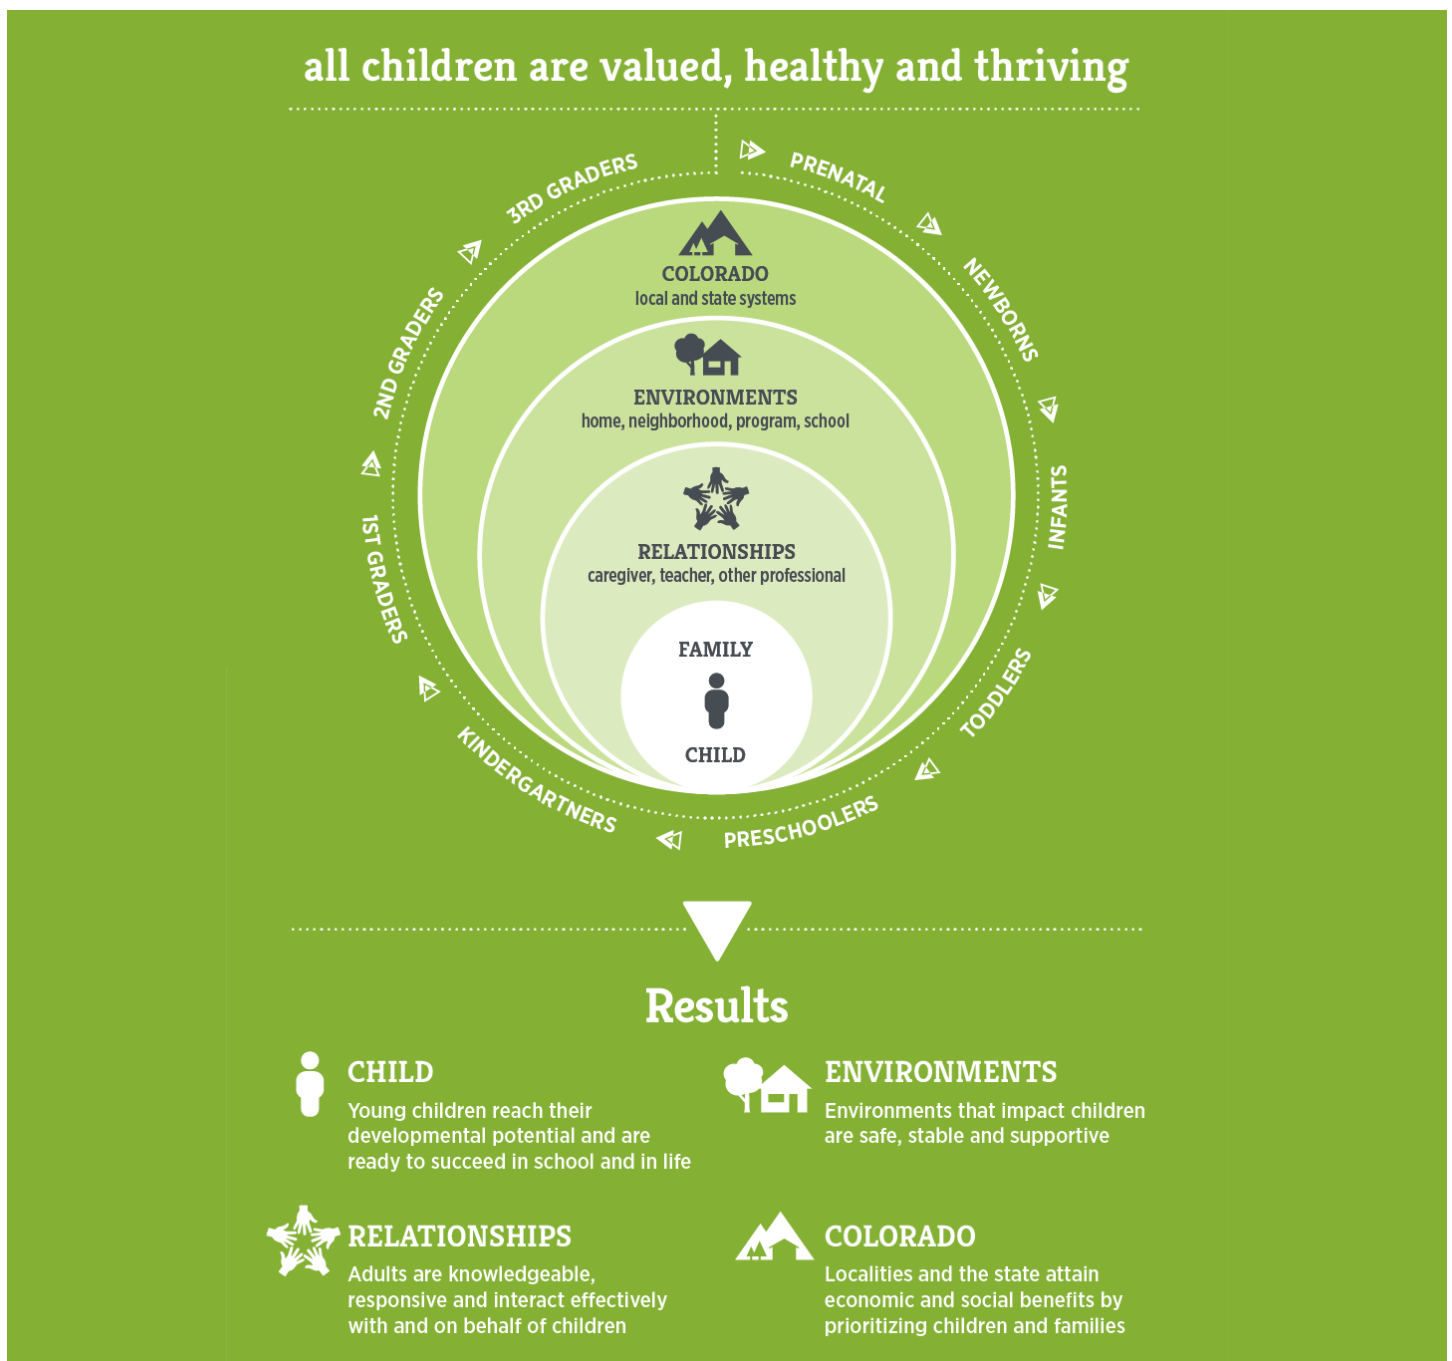 all children are valued, healthy and thriving
PRENATAL
NEWBORNS
INFANTS
TODDLERS
PRESCHOOLERS
KINDERGARTNERS
1ST GRADERS
2ND GRADERS
3RD GRADERS
COLORADO
local and state systems
ENVIRONMENTS
home, neighborhood, program, school
RELATIONSHIPS
caregiver, teacher, other professional
FAMILY
CHILD
Results
CHILD
Young children reach their
developmental potential and are
ready to succeed in school and in life
ENVIRONMENTS
Environments that impact children
are safe, stable and supportive
RELATIONSHIPS
Adults are knowledgeable,
responsive and interact effectively
with and on behalf of children
COLORADO
Localities and the state attain
economic and social benefits by
prioritizing children and families